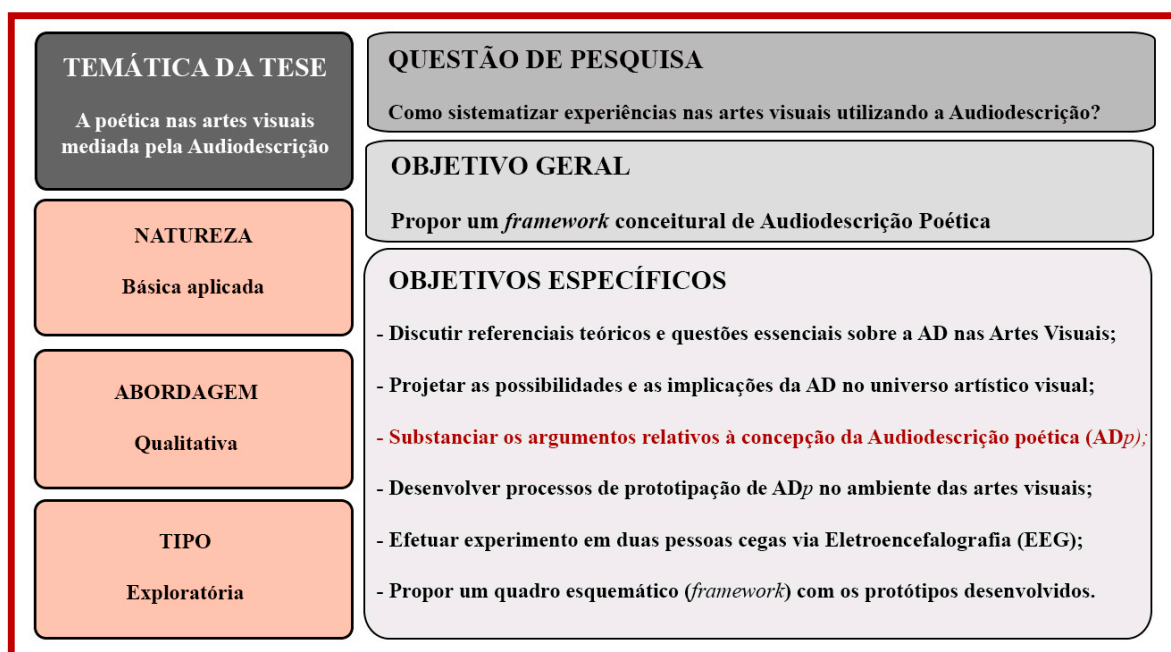 TEMÁTICA DA TESE
A poética nas artes visuais
mediada pela Audiodescrição
NATUREZA
Básica aplicada
ABORDAGEM
Qualitativa
TIPO
Exploratória
QUESTÃO DE PESQUISA
Como sistematizar experiências nas artes visuais utilizando a Audiodescrição?
OBJETIVO GERAL
Propor um framework conceitural de Audiodescrição Poética
OBJETIVOS ESPECÍFICOS
- Discutir referenciais teóricos e questões essenciais sobre a AD nas Artes Visuais;
- Projetar as possibilidades e as implicações da AD no universo artístico visual;
- Substanciar os argumentos relativos à concepção da Audiodescrição poética (ADp);
- Desenvolver processos de prototipação de ADp no ambiente das artes visuais;
- Efetuar experimento em duas pessoas cegas via Eletroencefalografia (EEG);
- Propor um quadro esquemático (framework) com os protótipos desenvolvidos.